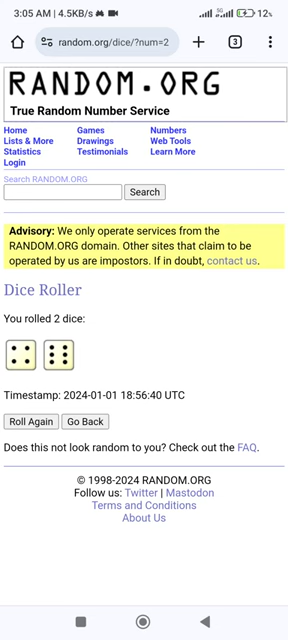 3:05 AM | 4.5KB/s
5G
12%
random.org/dice/?num=2
3
RANDOM.ORG
True Random Number Service
Home Games Numbers
Lists & More Drawings Web Tools
Statistics Testimonials Learn More
Login
Search RANDOM.ORG
Search
Advisory: We only operate services from the
RANDOM.ORG domain. Other sites that claim to be
operated by us are impostors. If in doubt, contact us.
Dice Roller
You rolled 2 dice:
Timestamp: 2024-01-01 18:56:40 UTC
Roll Again Go Back
Does this not look random to you? Check out the FAQ.
© 1998-2024 RANDOM.ORG
Follow us: Twitter | Mastodon
Terms and Conditions
About Us